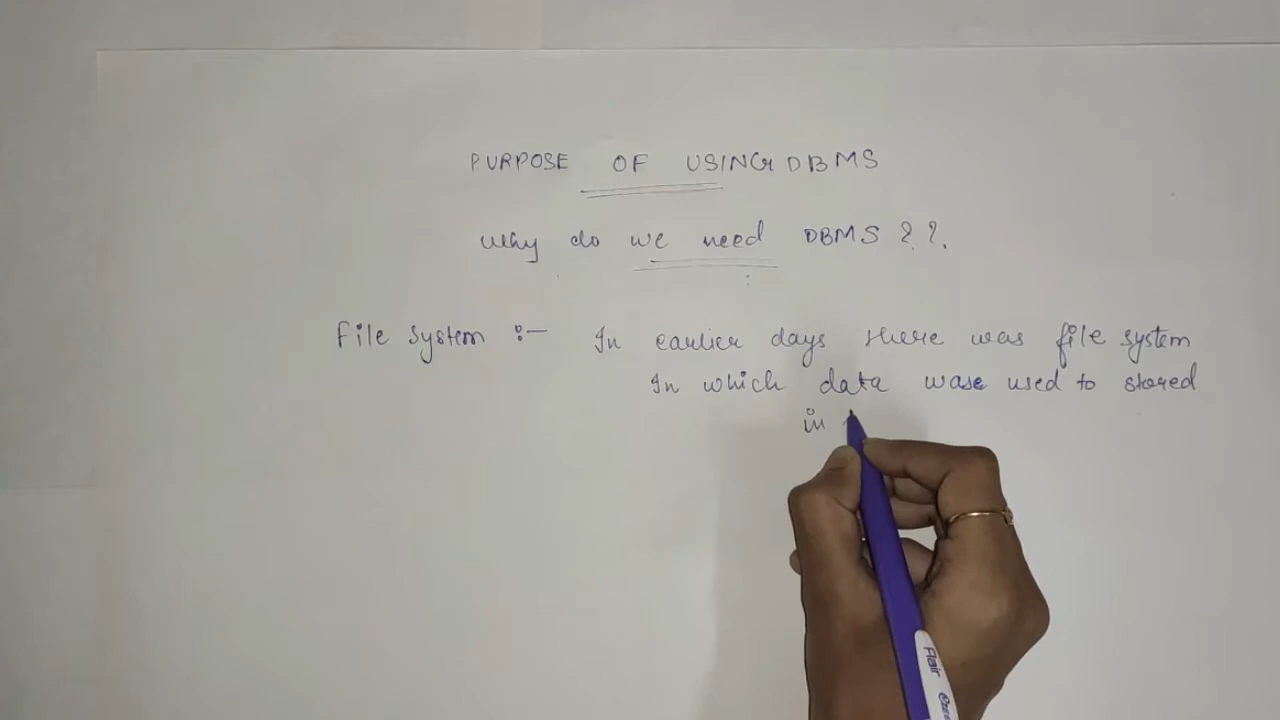 PURPOSE OF USING DBMS
Why do we need DBMS ??.
File System :- In earlier days there was file system
In which data wase used to stored
in
Flair